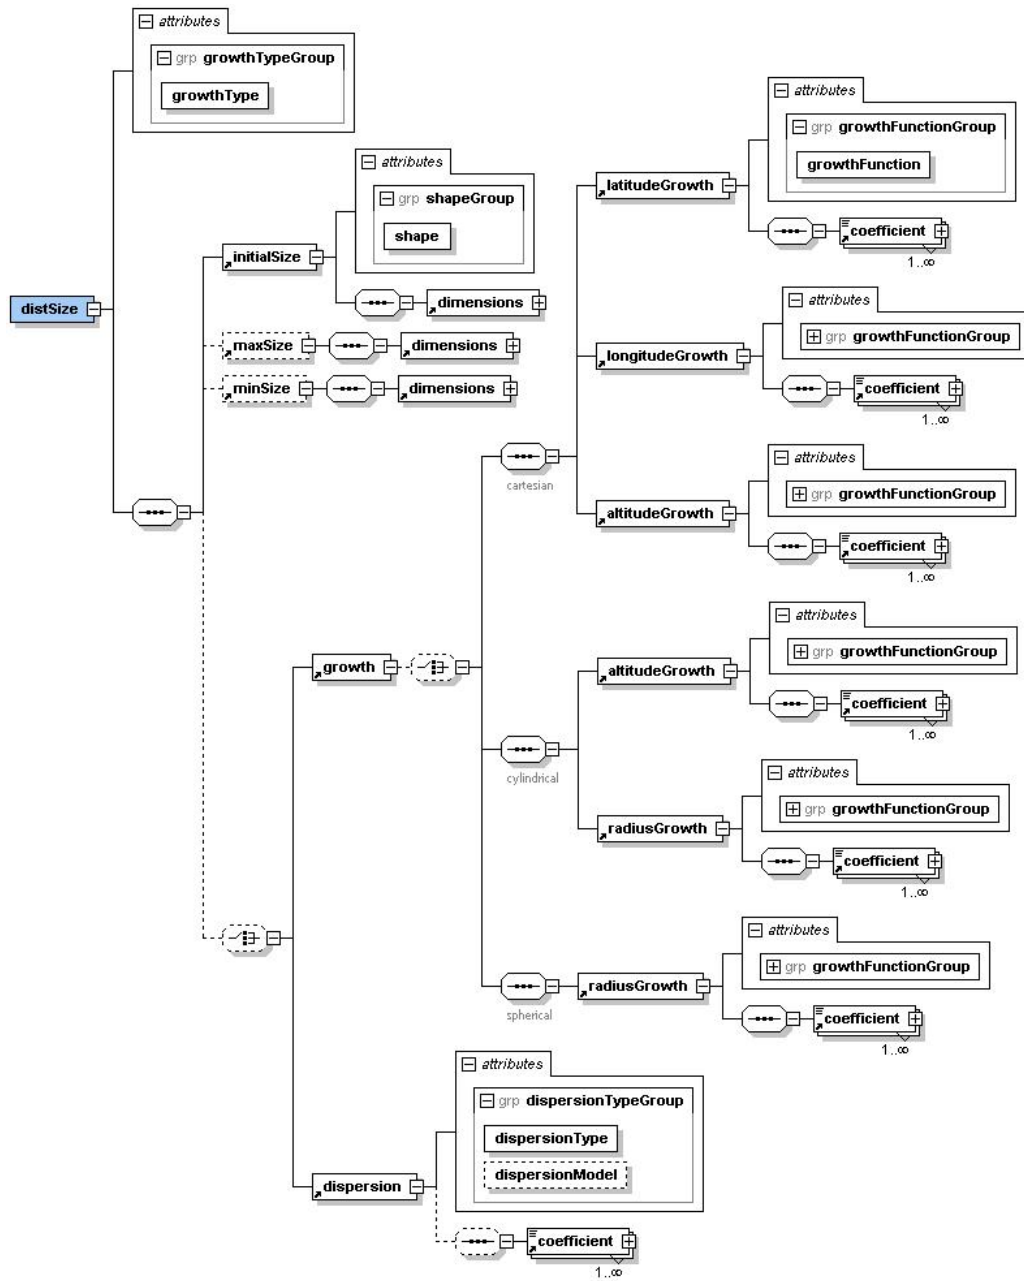 attributes
grp growthTypeGroup
growthType
distSize
attributes
grp shapeGroup
shape
initialSize
dimensions
maxSize
dimensions
minSize
dimensions
attributes
grp growthFunctionGroup
growthFunction
latitudeGrowth
coefficient
1..∞
attributes
grp growthFunctionGroup
longitudeGrowth
coefficient
1..∞
cartesian
attributes
grp growthFunctionGroup
altitudeGrowth
coefficient
1..∞
growth
attributes
grp growthFunctionGroup
altitudeGrowth
coefficient
1..∞
cylindrical
attributes
grp growthFunctionGroup
radiusGrowth
coefficient
1..∞
attributes
grp growthFunctionGroup
radiusGrowth
spherical
coefficient
1..∞
attributes
grp dispersionTypeGroup
dispersionType
dispersionModel
dispersion
coefficient
1..∞